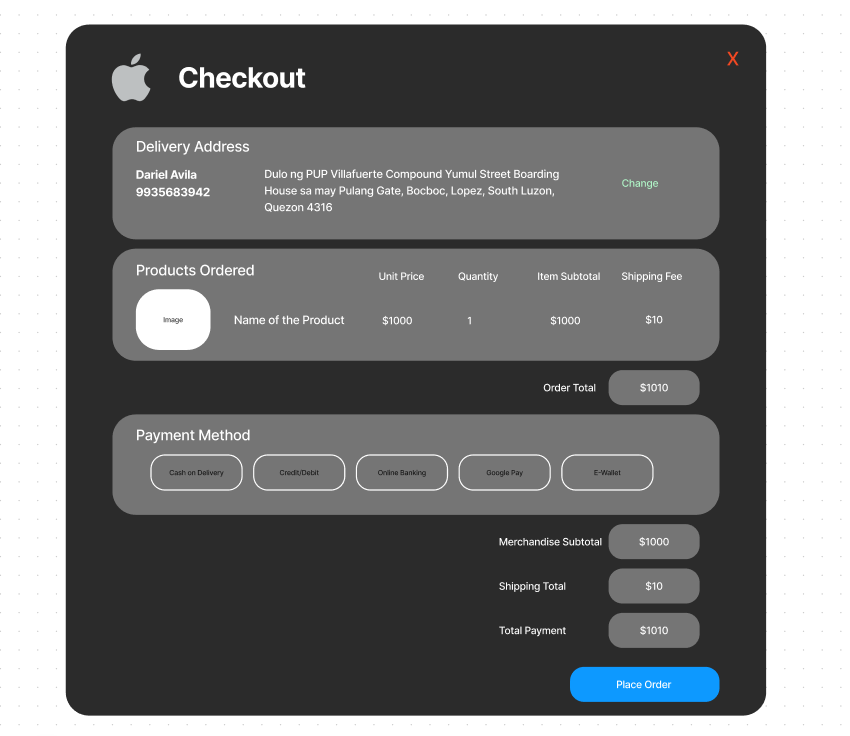 Checkout
X
Delivery Address
Dariel Avila
9935683942
Dulo ng PUP Villafuerte Compound Yumul Street Boarding
House sa may Pulang Gate, Bocboc, Lopez, South Luzon,
Quezon 4316
Change
Products Ordered
Unit Price Quantity Item Subtotal Shipping Fee
Image Name of the Product $1000 1 $1000 $10
Order Total $1010
Payment Method
Cash on Delivery Credit/Debit Online Banking Google Pay E-Wallet
Merchandise Subtotal $1000
Shipping Total $10
Total Payment $1010
Place Order